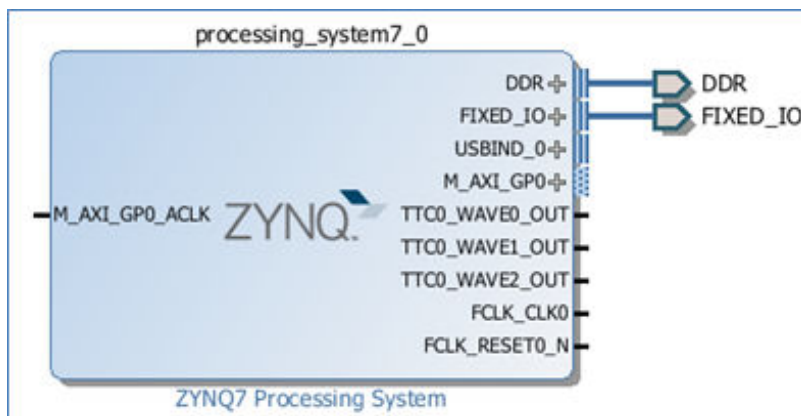 processing_system7_0
DDR
DDR
FIXED_IO
FIXED_IO
USBIND_0
M_AXI_GP0
M_AXI_GP0_ACLK
ZYNQ
TTC0_WAVE0_OUT
TTC0_WAVE1_OUT
TTC0_WAVE2_OUT
FCLK_CLK0
FCLK_RESET0_N
ZYNQ7 Processing System